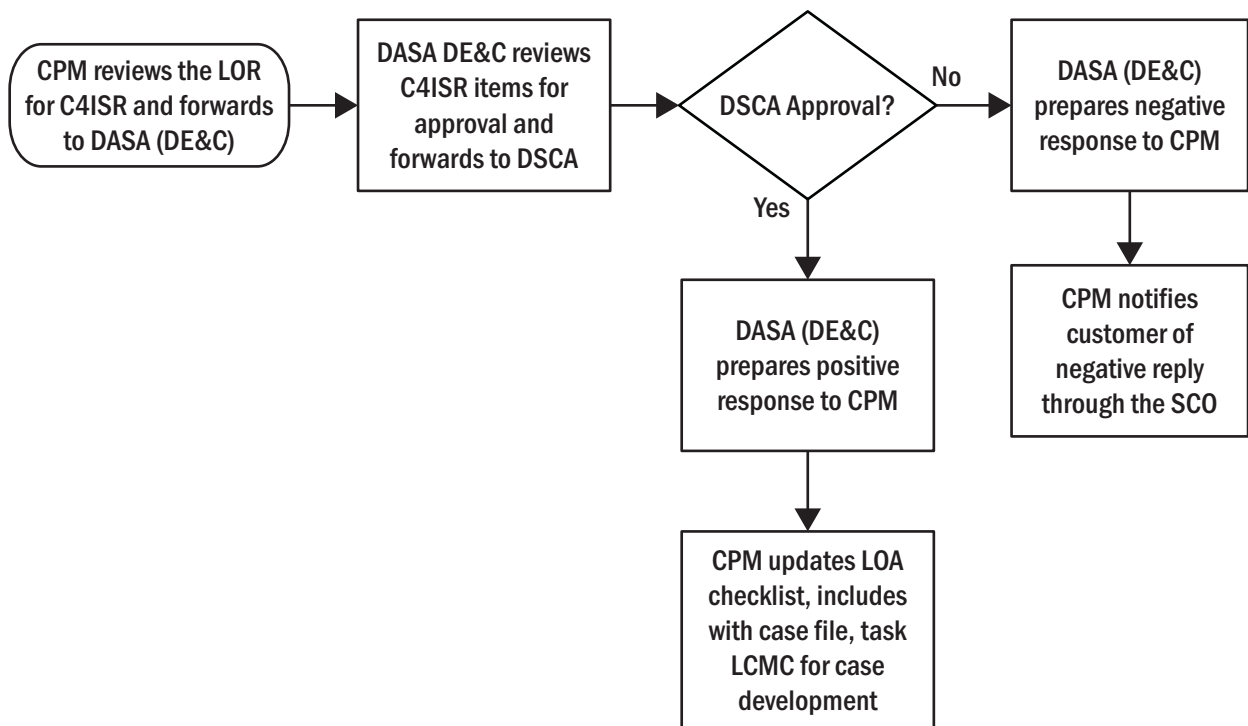 CPM reviews the LOR
for C4ISR and forwards
to DASA (DE&C)
DASA DE&C reviews
C4ISR items for
approval and
forwards to DSCA
DSCA Approval?
No
DASA (DE&C)
prepares negative
response to CPM
CPM notifies
customer of
negative reply
through the SCO
Yes
DASA (DE&C)
prepares positive
response to CPM
CPM updates LOA
checklist, includes
with case file, task
LCMC for case
development